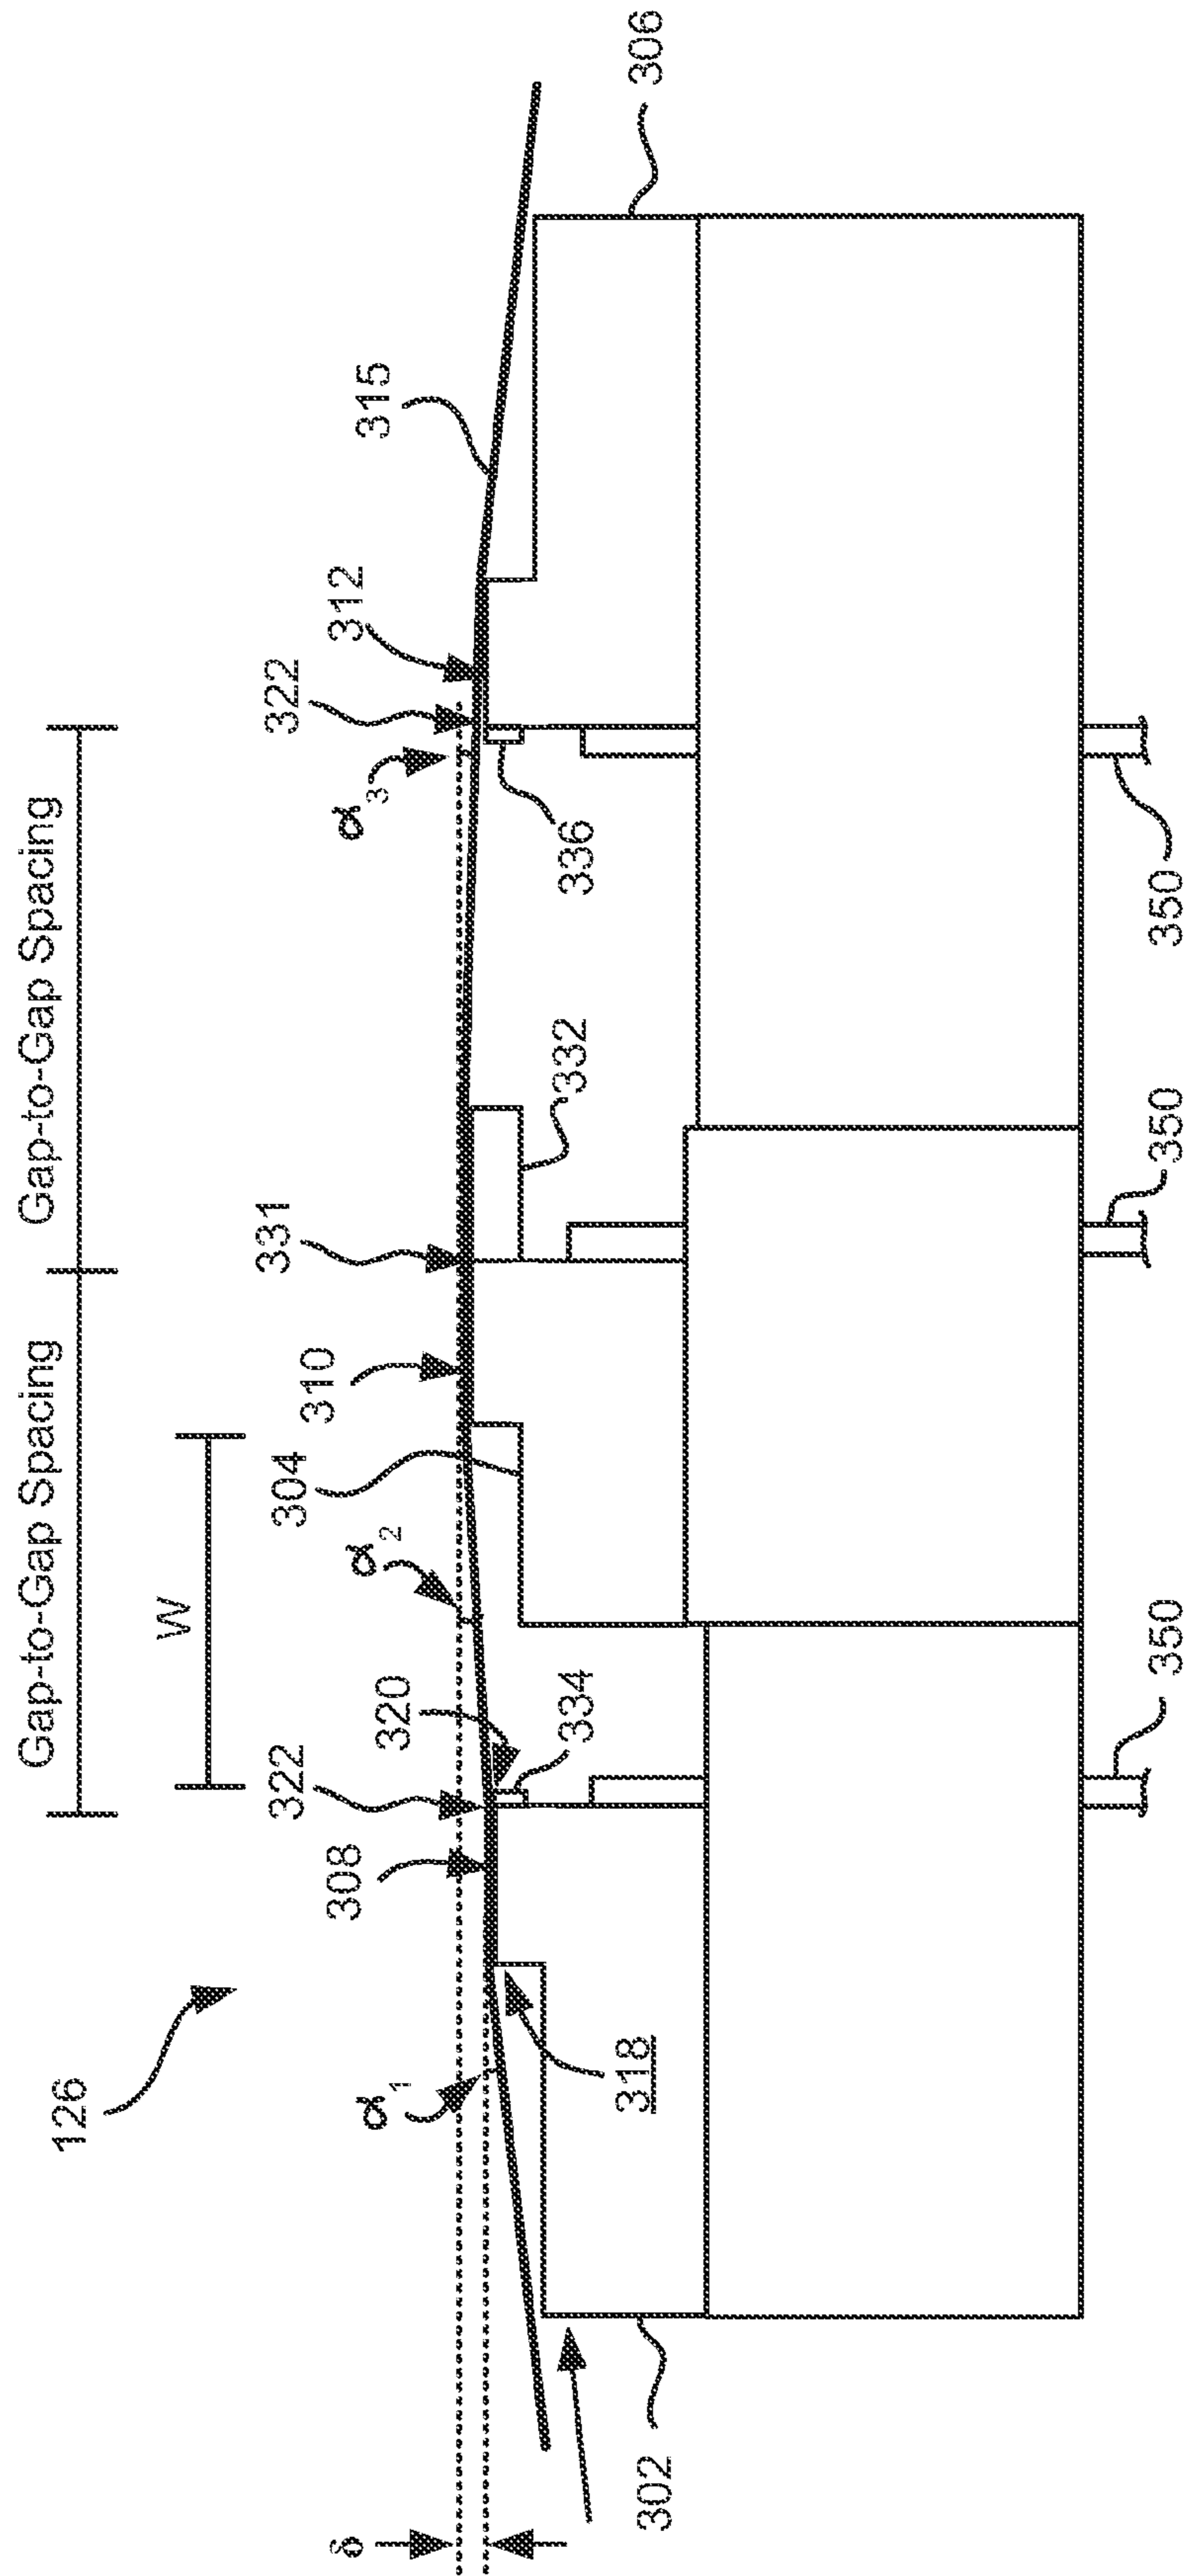 Gap-to-Gap Spacing
Gap-to-Gap Spacing
W
126
δ
α1
308
322
320
α2
304
310
331
α3
322
312
315
318
334
332
336
302
306
350
350
350